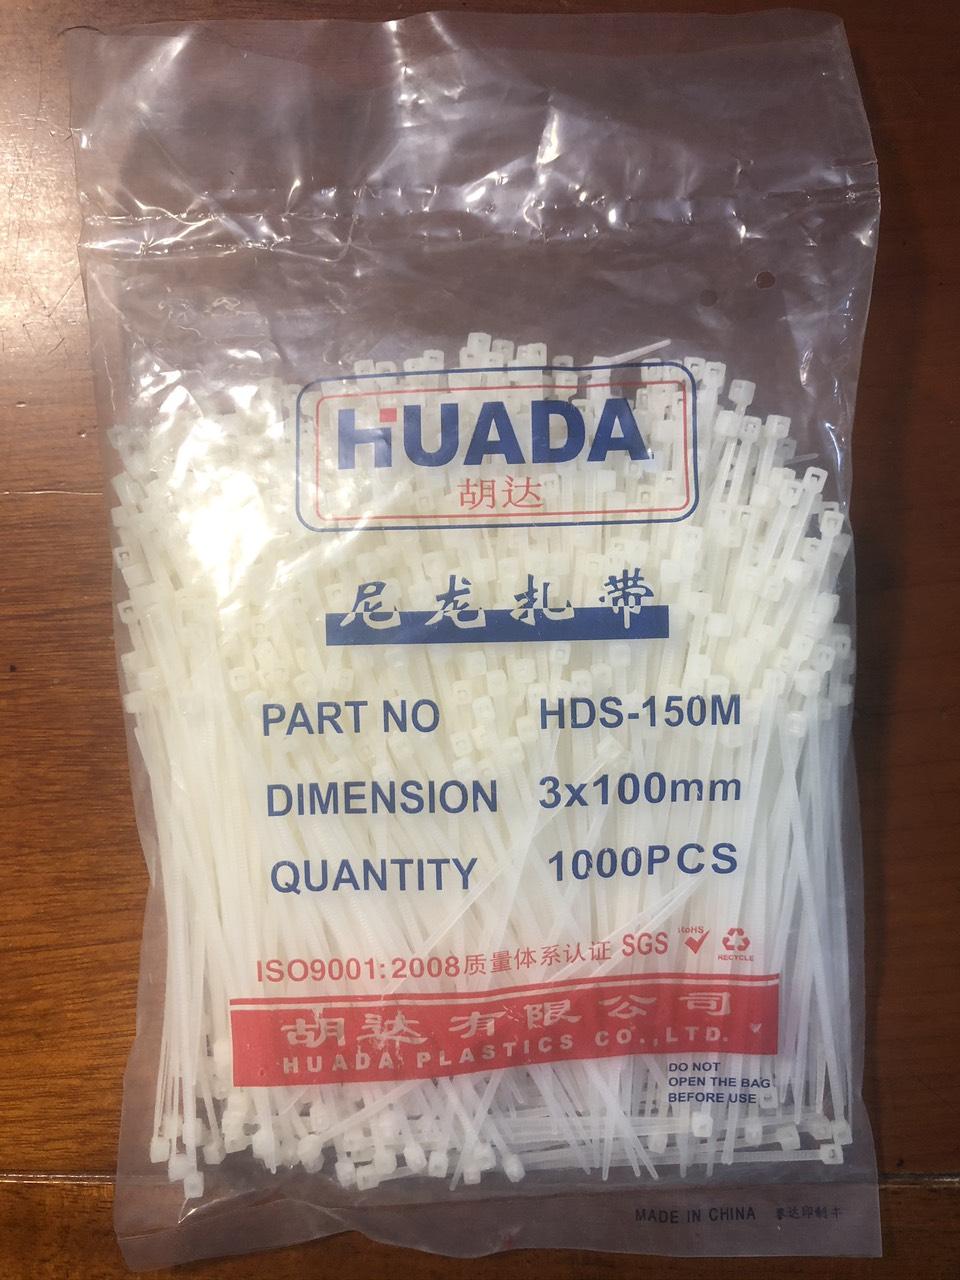 HUADA
胡达
尼龙扎带
PART NO HDS-150M
DIMENSION 3x100mm
QUANTITY 1000PCS
ISO9001:2008质量体系认证 SGS RoHS RECYCLE
胡达有限公司
HUADA PLASTICS CO.,LTD.
DO NOT
OPEN THE BAG
BEFORE USE
MADE IN CHINA